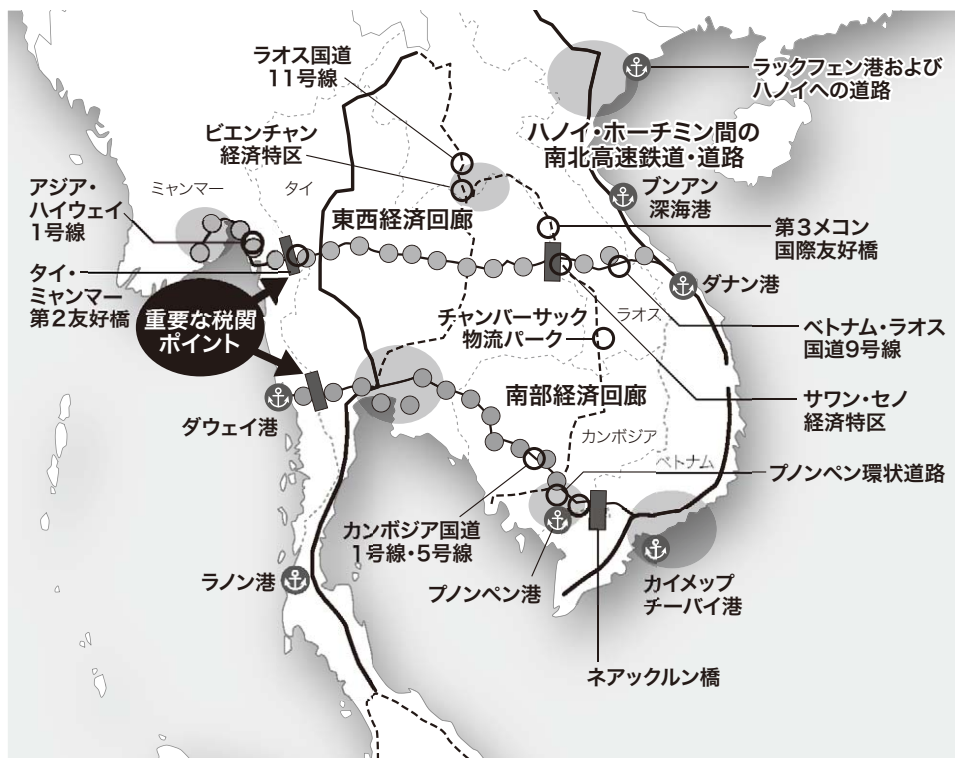 ラオス国道
11号線
ラックフェン港および
ハノイへの道路
ビエンチャン
経済特区
ハノイ・ホーチミン間の
南北高速鉄道・道路
アジア・
ハイウェイ
1号線
ミャンマー
タイ
ブンアン
深海港
東西経済回廊
第3メコン
国際友好橋
タイ・
ミャンマー
第2友好橋
ダナン港
重要な税関
ポイント
チャンパーサック
物流パーク
ラオス
ベトナム・ラオス
国道9号線
南部経済回廊
サワン・セノ
経済特区
ダウェイ港
カンボジア
ベトナム
プノンペン環状道路
カンボジア国道
1号線・5号線
ラノン港
プノンペン港
カイメップ
チーバイ港
ネアックルン橋